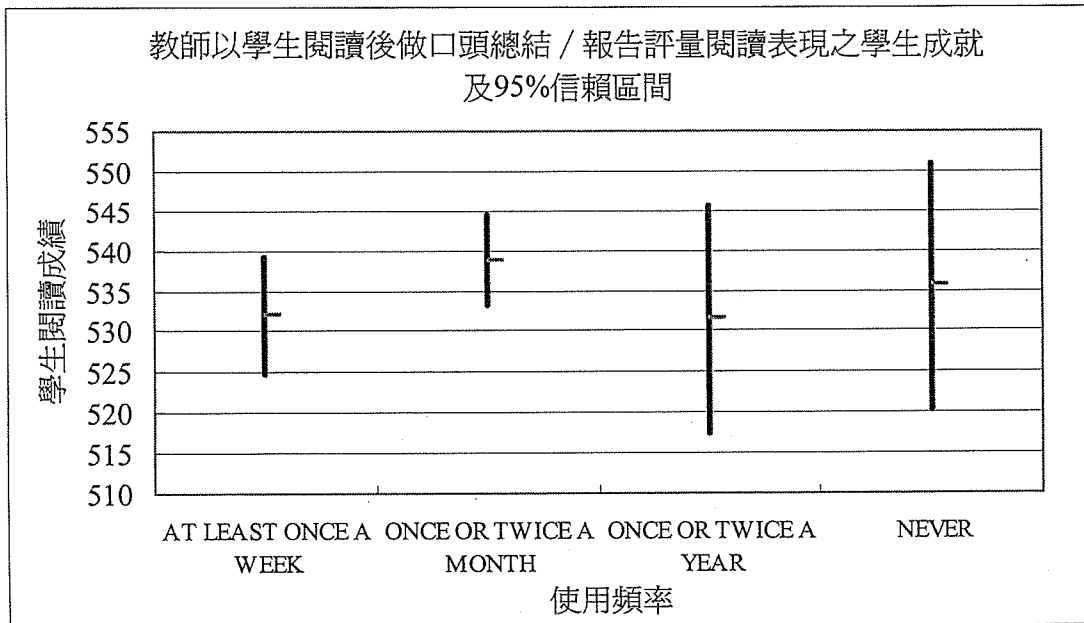 教師以學生閱讀後做口頭總結 / 報告評量閱讀表現之學生成就
及95%信賴區間
學生閱讀成績
555
550
545
540
535
530
525
520
515
510
AT LEAST ONCE A WEEK
ONCE OR TWICE A MONTH
ONCE OR TWICE A YEAR
NEVER
使用頻率